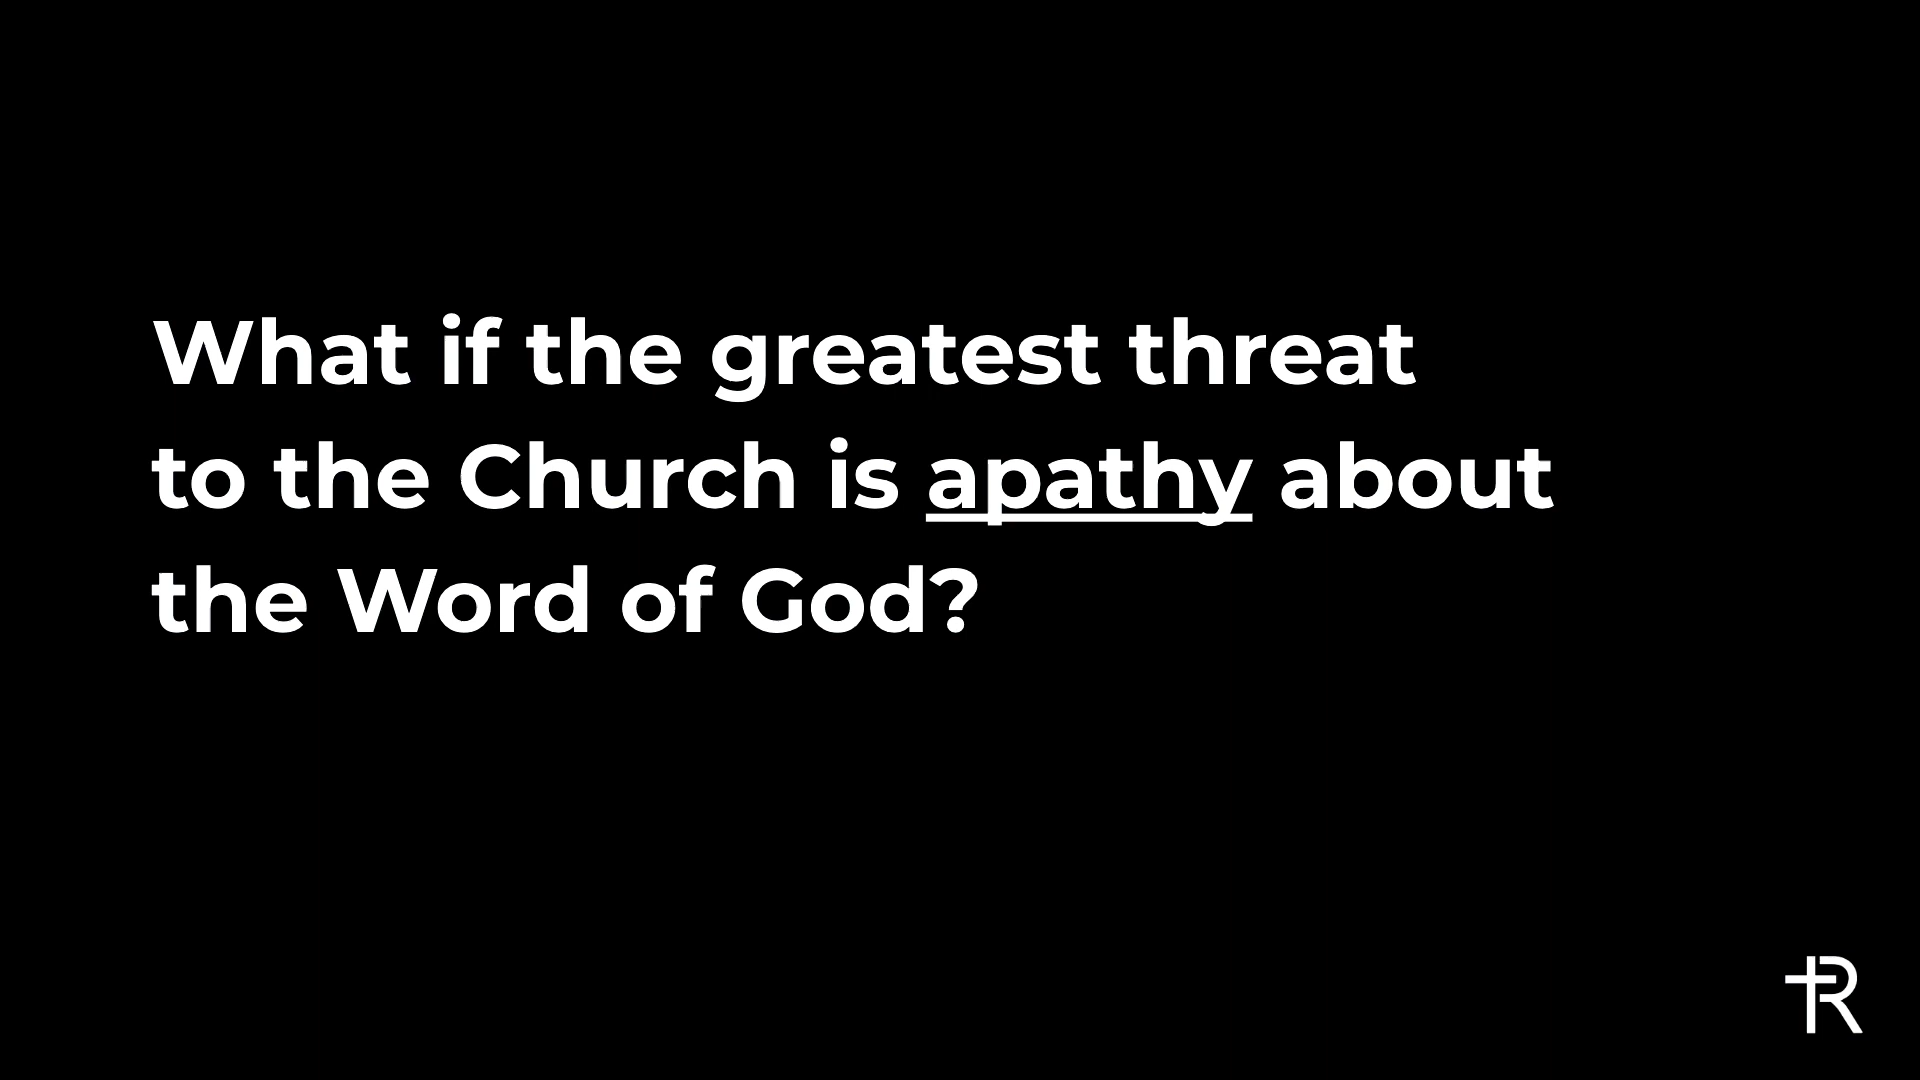 What if the greatest threat
to the Church is apathy about
the Word of God?
R